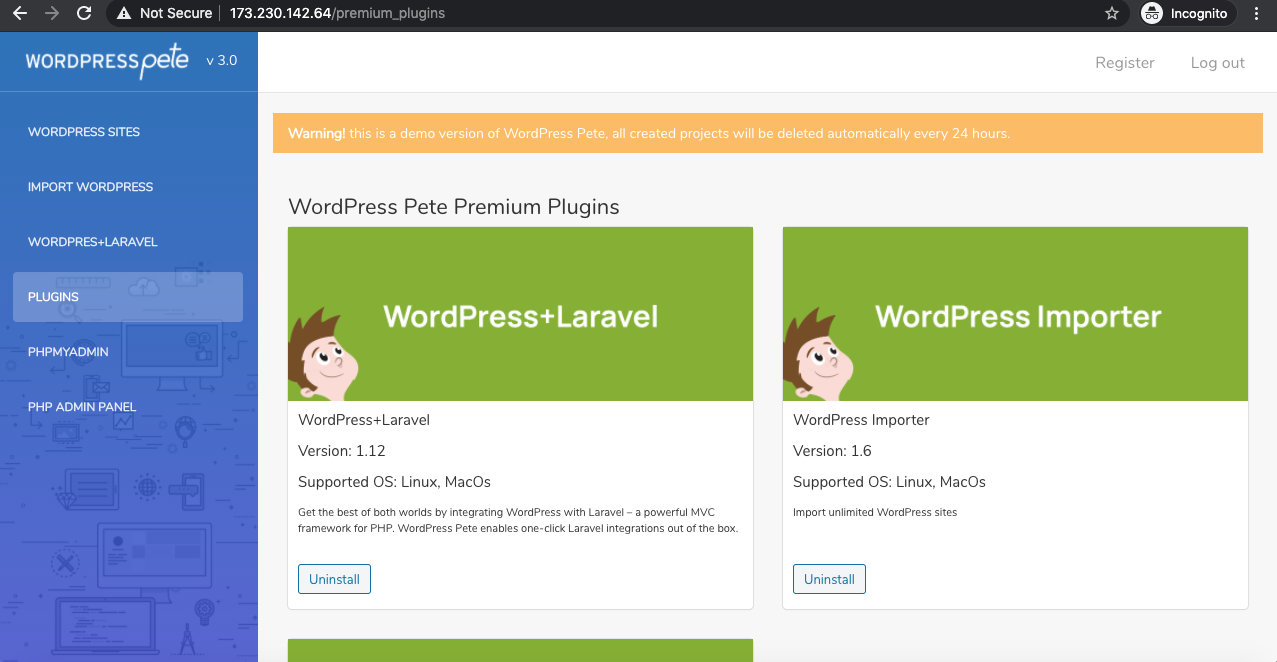 Not Secure 173.230.142.64/premium_plugins Incognito
WORDPRESS pete v 3.0
Register Log out
WORDPRESS SITES
IMPORT WORDPRESS
WORDPRES+LARAVEL
PLUGINS
PHPMYADMIN
PHP ADMIN PANEL
Warning! this is a demo version of WordPress Pete, all created projects will be deleted automatically every 24 hours.
WordPress Pete Premium Plugins
WordPress+Laravel
WordPress+Laravel
Version: 1.12
Supported OS: Linux, MacOs
Get the best of both worlds by integrating WordPress with Laravel – a powerful MVC
framework for PHP. WordPress Pete enables one-click Laravel integrations out of the box.
Uninstall
WordPress Importer
WordPress Importer
Version: 1.6
Supported OS: Linux, MacOs
Import unlimited WordPress sites
Uninstall